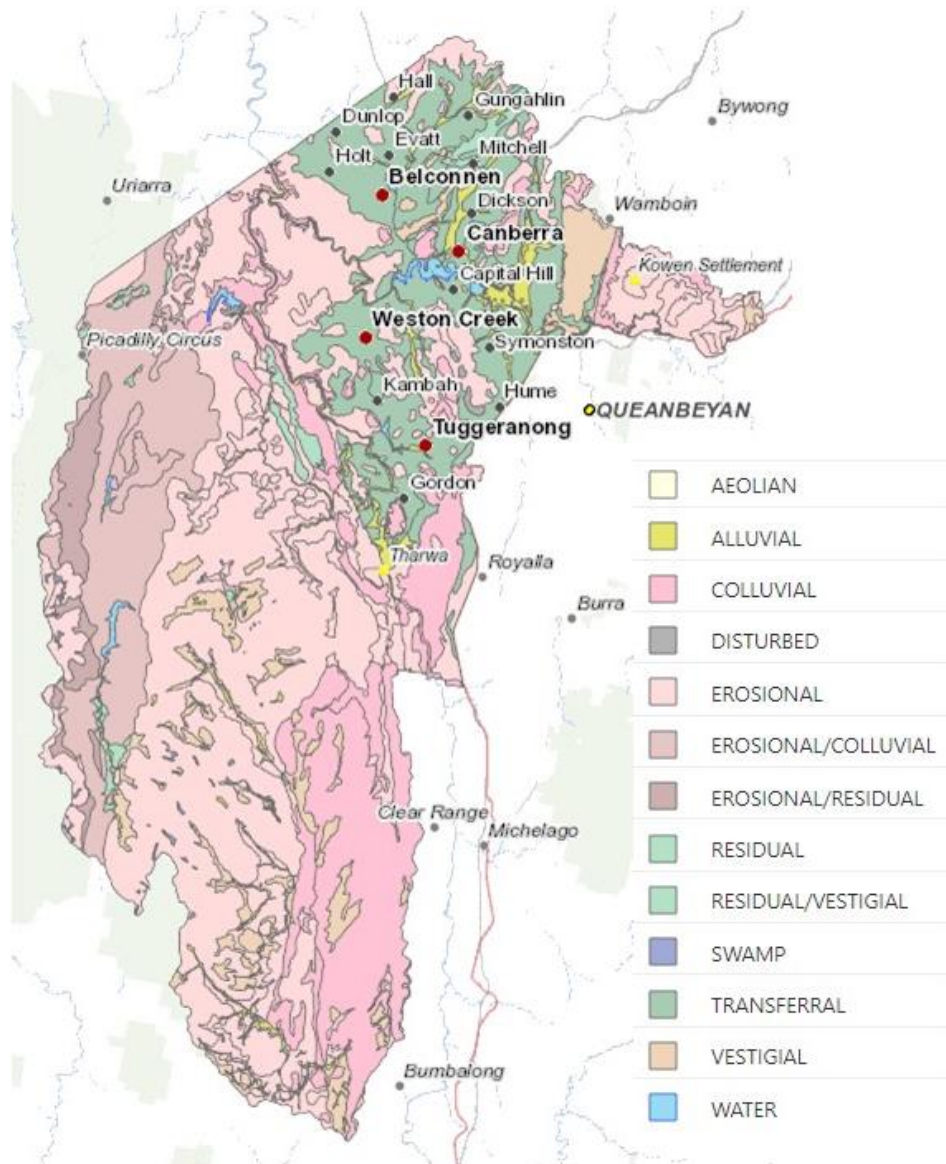 Hall
Gungahlin
Bywong
Dunlop
Evatt
Mitchell
Holt
Belconnen
Uriarra
Dickson
Wamboin
Canberra
Kowen Settlement
Capital Hill
Weston Creek
Picadilly Circus
Symonston
Kambah
Hume
QUEANBEYAN
Tuggeranong
Gordon
Tharwa
Royalla
Burra
Clear Range
Michelago
Bumbalong
AEOLIAN
ALLUVIAL
COLLUVIAL
DISTURBED
EROSIONAL
EROSIONAL/COLLUVIAL
EROSIONAL/RESIDUAL
RESIDUAL
RESIDUAL/VESTIGIAL
SWAMP
TRANSFERRAL
VESTIGIAL
WATER